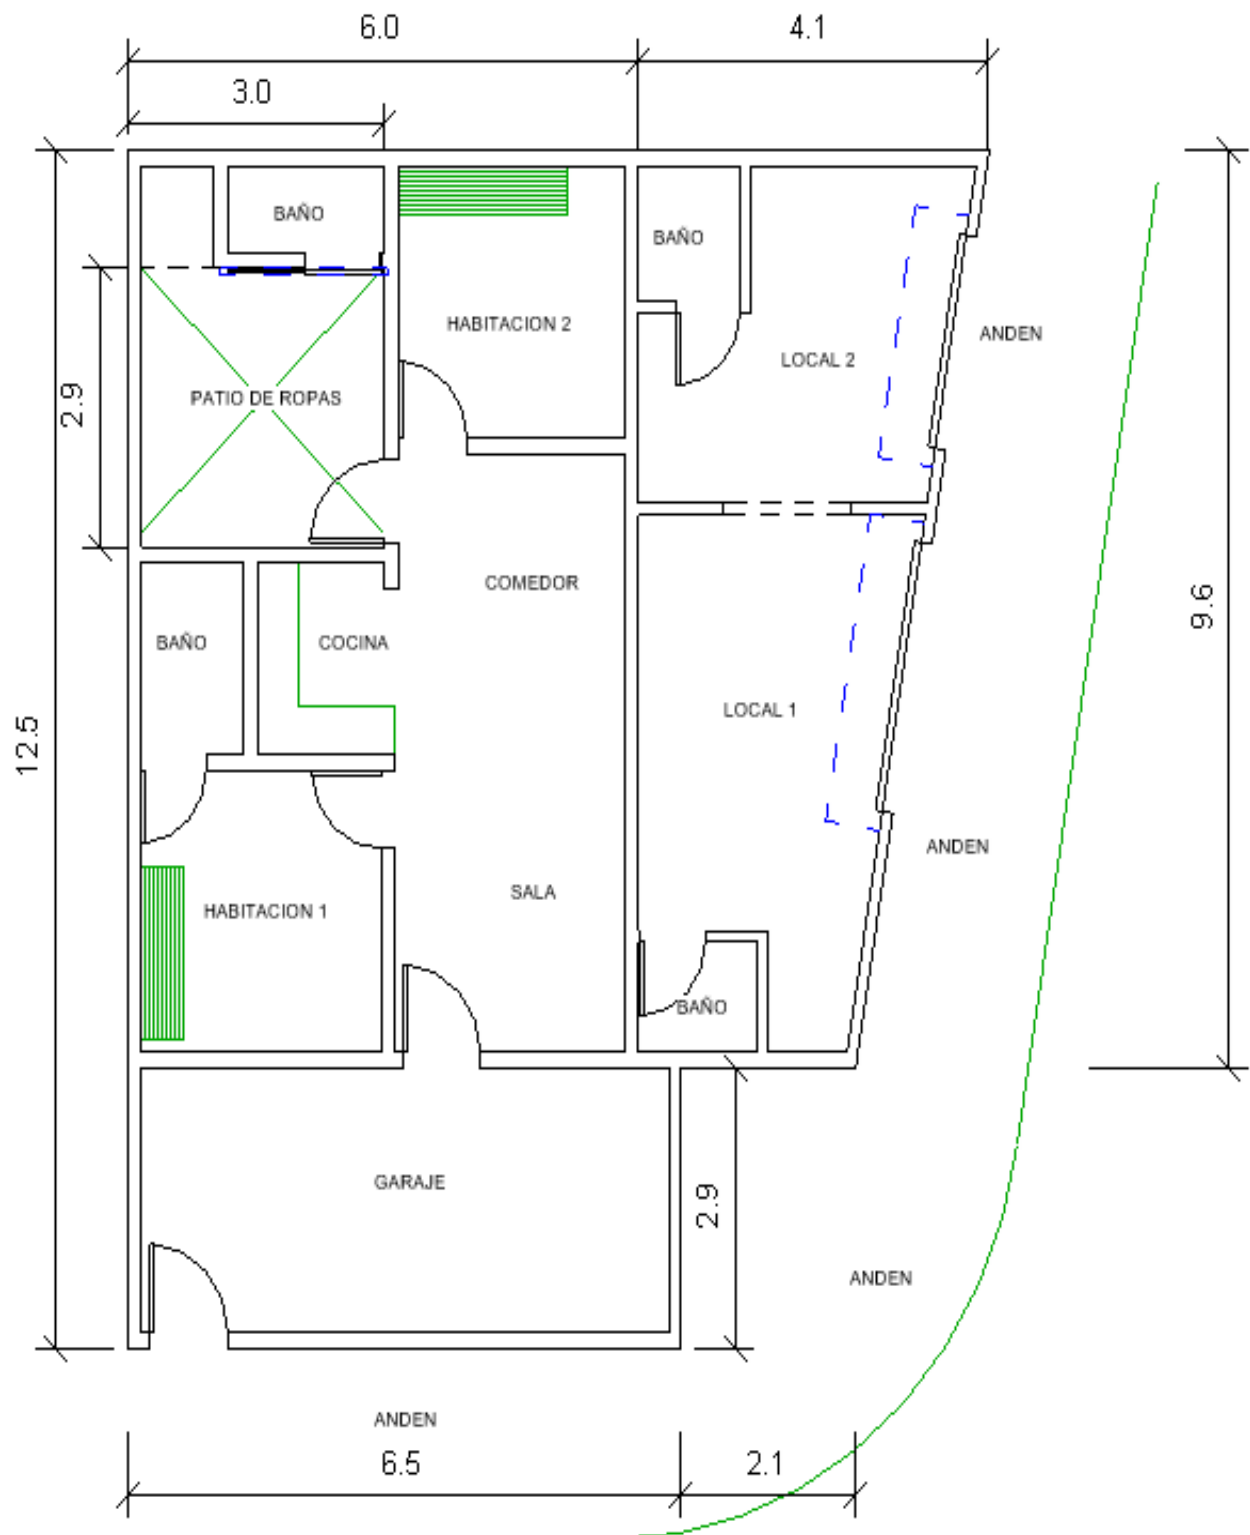 6.0
4.1
3.0
BAÑO
BAÑO
HABITACION 2
ANDEN
LOCAL 2
PATIO DE ROPAS
2.9
COMEDOR
9.6
BAÑO
COCINA
LOCAL 1
12.5
ANDEN
SALA
HABITACION 1
BAÑO
GARAJE
2.9
ANDEN
ANDEN
6.5
2.1